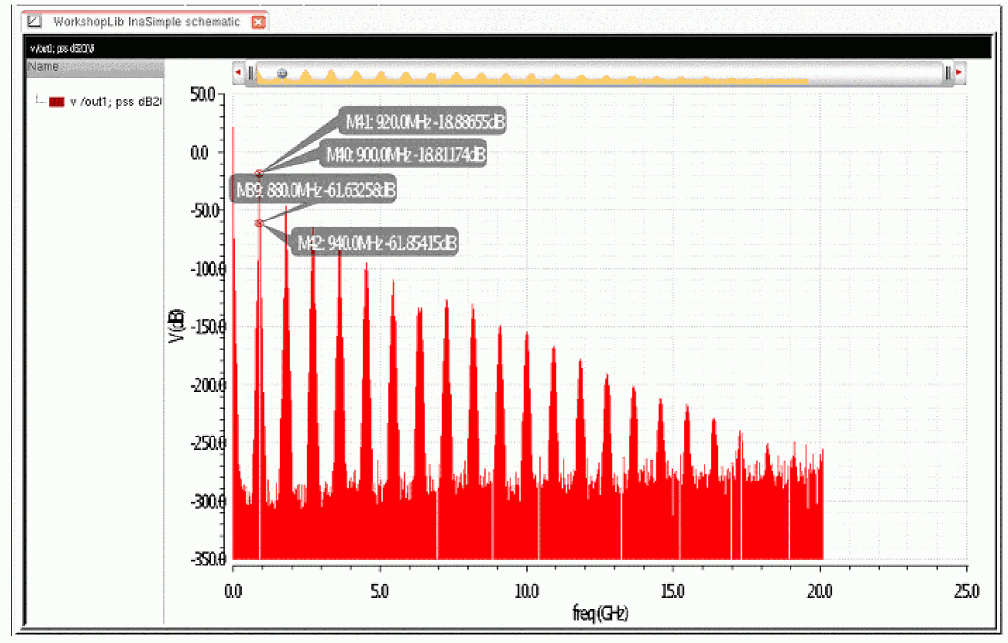 WorkshopLib lnaSimple schematic
v /out1; pss dB20(V)
Name
v /out1; pss dB2(
50.0
M41: 920.0MHz -18.88655dB
0.0
M40: 900.0MHz -18.81174dB
M39: 880.0MHz -61.63258dB
-50.0
M42: 940.0MHz -61.85415dB
-100.0
V (dB)
-150.0
-200.0
-250.0
-300.0
-350.0
0.0 5.0 10.0 15.0 20.0 25.0
freq (GHz)